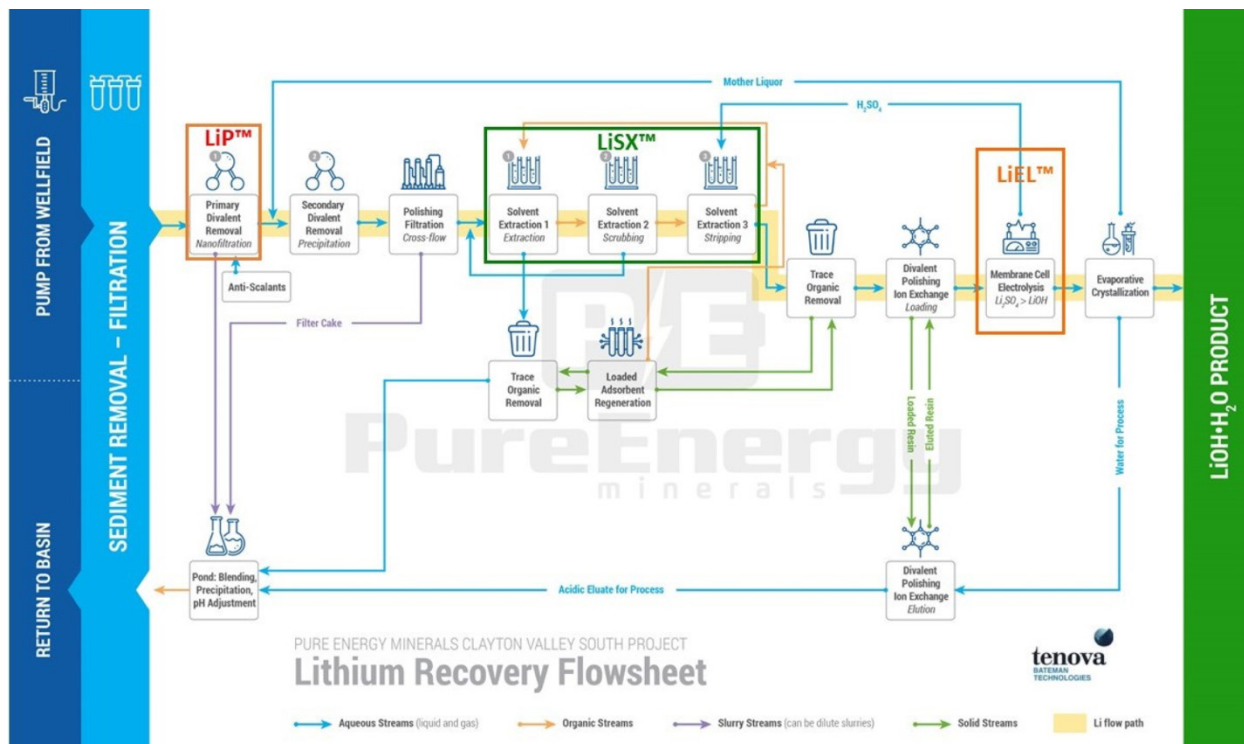 PUMP FROM WELLFIELD
RETURN TO BASIN
SEDIMENT REMOVAL – FILTRATION
Mother Liquor
H₂SO₄
LiP™
LiSX™
LiEL™
1
Primary
Divalent
Removal
Nanofiltration
2
Secondary
Divalent
Removal
Precipitation
Polishing
Filtration
Cross-flow
1
Solvent
Extraction 1
Extraction
2
Solvent
Extraction 2
Scrubbing
3
Solvent
Extraction 3
Stripping
Trace
Organic
Removal
Divalent
Polishing
Ion Exchange
Loading
Membrane Cell
Electrolysis
Li₂SO₄ > LiOH
Evaporative
Crystallization
Anti-Scalants
Filter Cake
Trace
Organic
Removal
Loaded
Adsorbent
Regeneration
Loaded Resin
Eluted Resin
Water for Process
PE
PureEnergy
minerals
Pond: Blending,
Precipitation,
pH Adjustment
Acidic Eluate for Process
Divalent
Polishing
Ion Exchange
Elution
LiOH•H₂O PRODUCT
PURE ENERGY MINERALS CLAYTON VALLEY SOUTH PROJECT
Lithium Recovery Flowsheet
tenova
BATEMAN
TECHNOLOGIES
Aqueous Streams (liquid and gas)
Organic Streams
Slurry Streams (can be dilute slurries)
Solid Streams
Li flow path